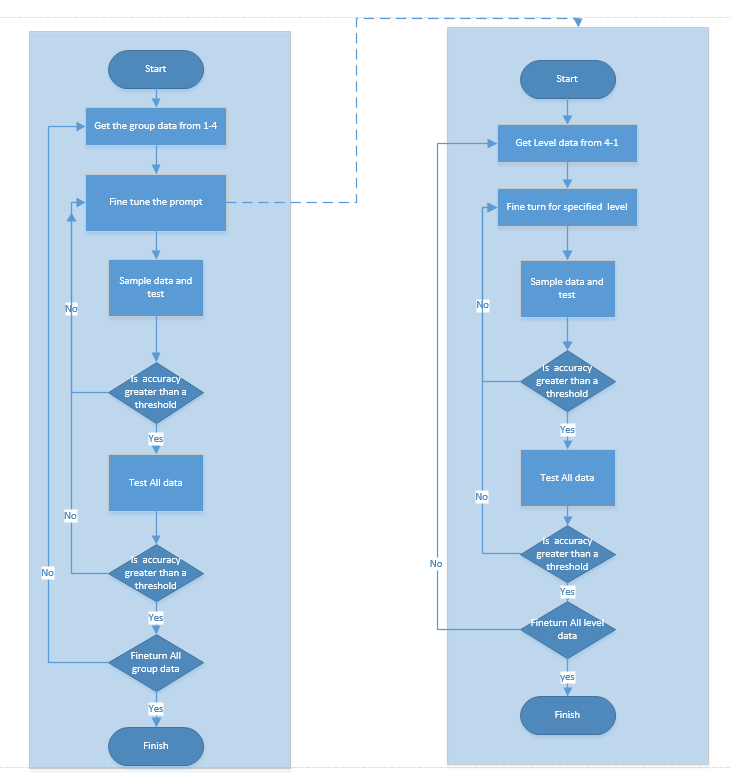 Start
Get the group data from 1-4
Fine tune the prompt
Sample data and
test
No
Is accuracy
greater than a
threshold
Yes
Test All data
No
Is accuracy
greater than a
threshold
No
Yes
Fineturn All
group data
Yes
Finish
Start
Get Level data from 4-1
Fine turn for specified level
Sample data and
test
No
Is accuracy
greater than a
threshold
Yes
Test All data
No
Is accuracy
greater than a
threshold
No
Yes
Fineturn All level
data
yes
Finish